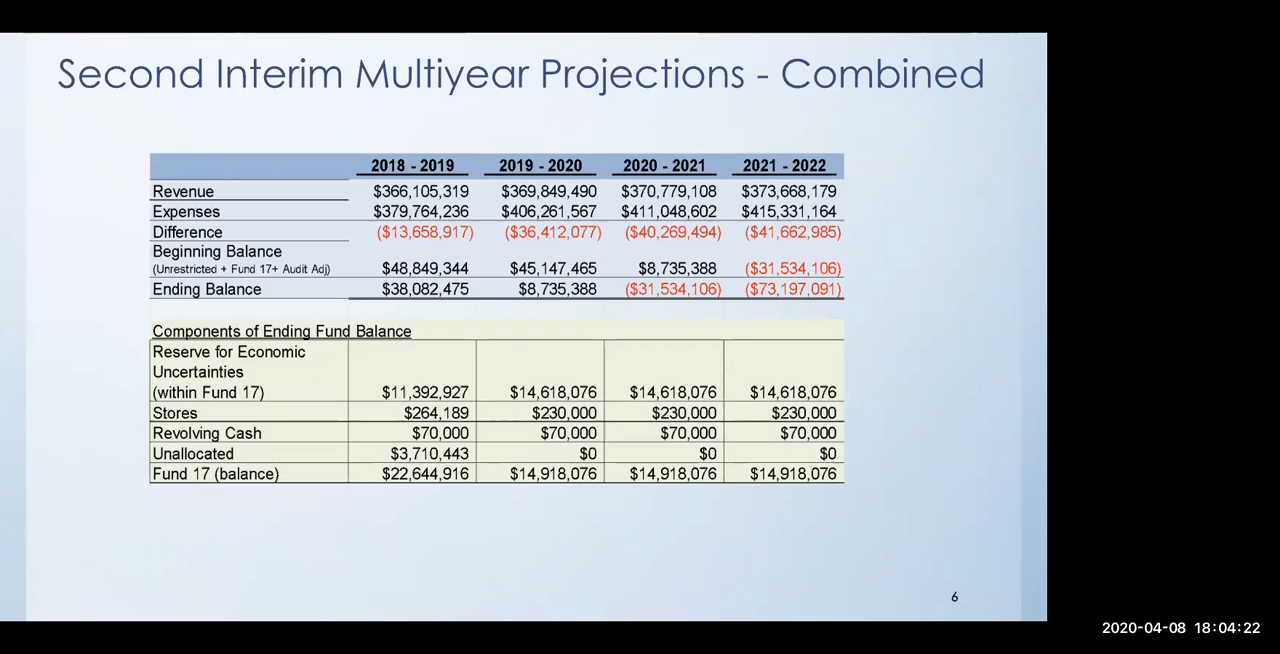 Second Interim Multiyear Projections - Combined
2018 - 2019 2019 - 2020 2020 - 2021 2021 - 2022
Revenue $366,105,319 $369,849,490 $370,779,108 $373,668,179
Expenses $379,764,236 $406,261,567 $411,048,602 $415,331,164
Difference ($13,658,917) ($36,412,077) ($40,269,494) ($41,662,985)
Beginning Balance
(Unrestricted + Fund 17+ Audit Adj) $48,849,344 $45,147,465 $8,735,388 ($31,534,106)
Ending Balance $38,082,475 $8,735,388 ($31,534,106) ($73,197,091)
Components of Ending Fund Balance
Reserve for Economic
Uncertainties
(within Fund 17) $11,392,927 $14,618,076 $14,618,076 $14,618,076
Stores $264,189 $230,000 $230,000 $230,000
Revolving Cash $70,000 $70,000 $70,000 $70,000
Unallocated $3,710,443 $0 $0 $0
Fund 17 (balance) $22,644,916 $14,918,076 $14,918,076 $14,918,076
6
2020-04-08 18:04:22